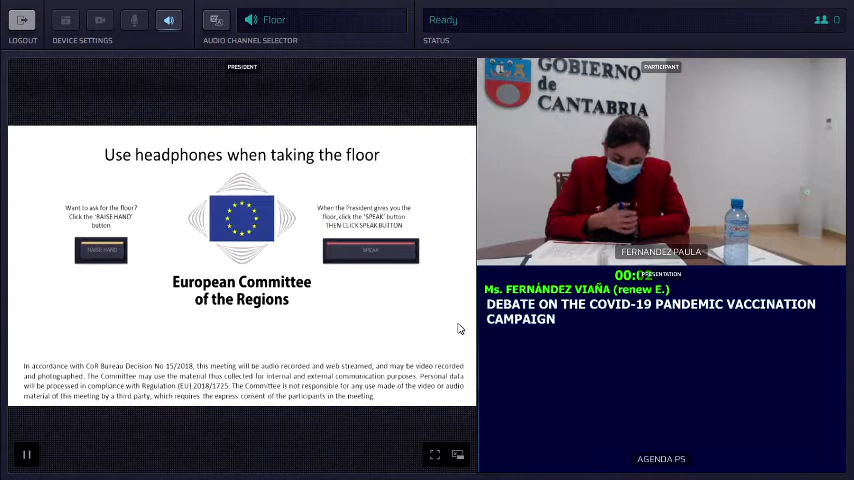 LOGOUT
DEVICE SETTINGS
Floor
AUDIO CHANNEL SELECTOR
Ready
0
STATUS
PRESIDENT
Use headphones when taking the floor
Want to ask for the floor?
Click the 'RAISE HAND'
button
RAISE HAND
When the President gives you the
floor, click the 'SPEAK' button
THEN CLICK SPEAK BUTTON
SPEAK
European Committee
of the Regions
In accordance with CoR Bureau Decision No 15/2018, this meeting will be audio recorded and web streamed, and may be video recorded
and photographed. The Committee may use the material thus collected for internal and external communication purposes. Personal data
will be processed in compliance with Regulation (EU) 2018/1725. The Committee is not responsible for any use made of the video or audio
material of this meeting by a third party, which requires the express consent of the participants in the meeting.
PARTICIPANT
GOBIERNO
de
CANTABRIA
FERNANDEZ PAULA
PRESENTATION
Ms. FERNÁNDEZ VIAÑA (renew E.)
DEBATE ON THE COVID-19 PANDEMIC VACCINATION
CAMPAIGN
AGENDA PS